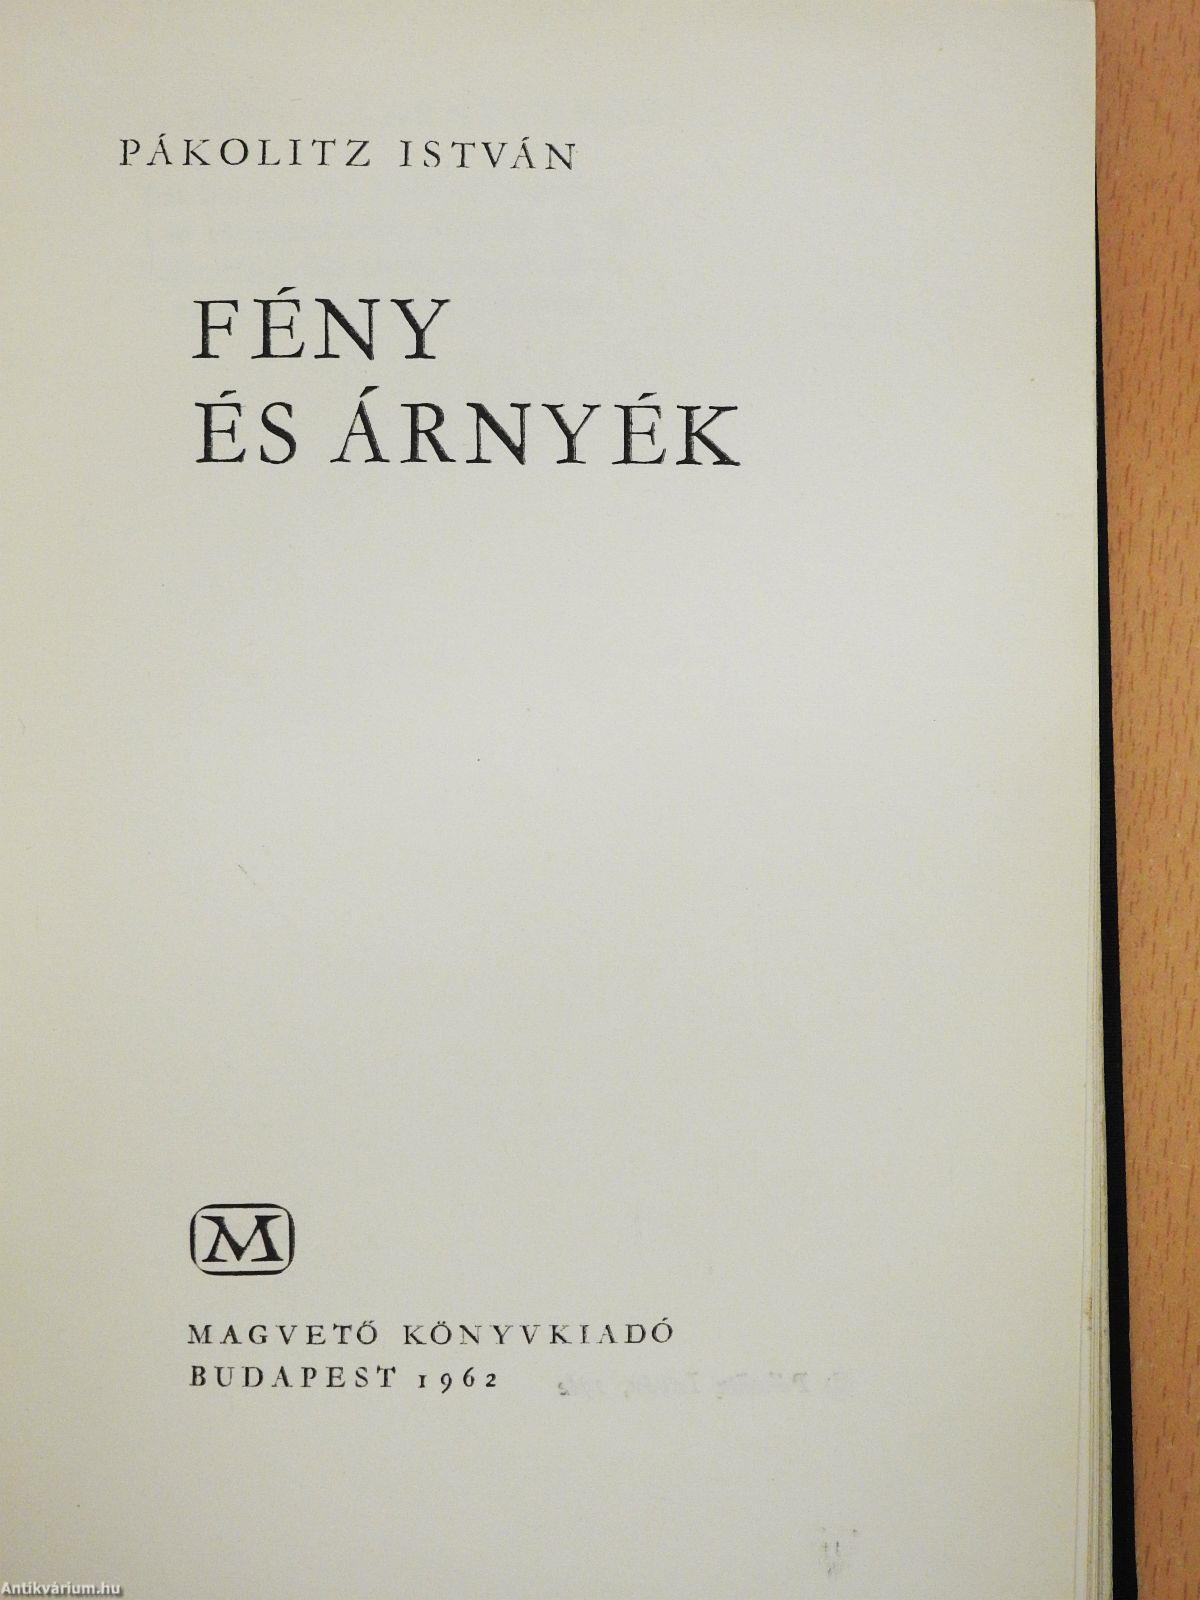 PÁKOLITZ ISTVÁN
FÉNY
ÉS ÁRNYÉK
M
MAGVETŐ KÖNYVKIADÓ
BUDAPEST 1962
Antikvárium.hu